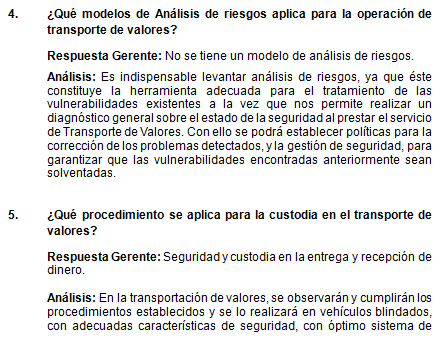 4. ¿Qué modelos de Análisis de riesgos aplica para la operación de
transporte de valores?
Respuesta Gerente: No se tiene un modelo de análisis de riesgos.
Análisis: Es indispensable levantar análisis de riesgos, ya que éste
constituye la herramienta adecuada para el tratamiento de las
vulnerabilidades existentes a la vez que nos permite realizar un
diagnóstico general sobre el estado de la seguridad al prestar el servicio
de Transporte de Valores. Con ello se podrá establecer políticas para la
corrección de los problemas detectados, y la gestión de seguridad, para
garantizar que las vulnerabilidades encontradas anteriormente sean
solventadas.
5. ¿Qué procedimiento se aplica para la custodia en el transporte de
valores?
Respuesta Gerente: Seguridad y custodia en la entrega y recepción de
dinero.
Análisis: En la transportación de valores, se observarán y cumplirán los
procedimientos establecidos y se lo realizará en vehículos blindados,
con adecuadas características de seguridad, con óptimo sistema de